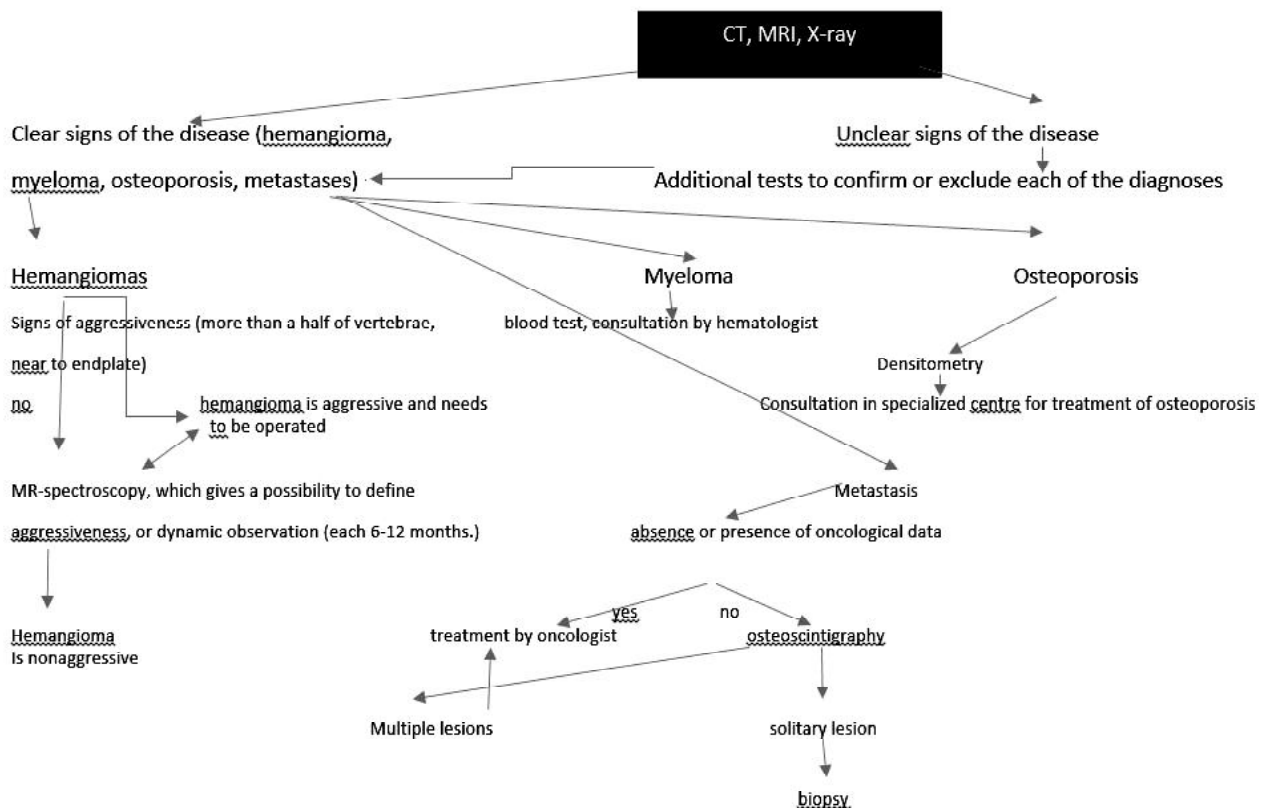 CT, MRI, X-ray
Clear signs of the disease (hemangioma,
Unclear signs of the disease
myeloma, osteoporosis, metastases)
Additional tests to confirm or exclude each of the diagnoses
Hemangiomas
Myeloma
Osteoporosis
Signs of aggressiveness (more than a half of vertebrae,
blood test, consultation by hematologist
near to endplate)
Densitometry
no
hemangioma is aggressive and needs
Consultation in specialized centre for treatment of osteoporosis
to be operated
MR-spectroscopy, which gives a possibility to define
Metastasis
aggressiveness, or dynamic observation (each 6-12 months.)
absence or presence of oncological data
yes
no
Hemangioma
treatment by oncologist
osteoscintigraphy
Is nonaggressive
Multiple lesions
solitary lesion
biopsy